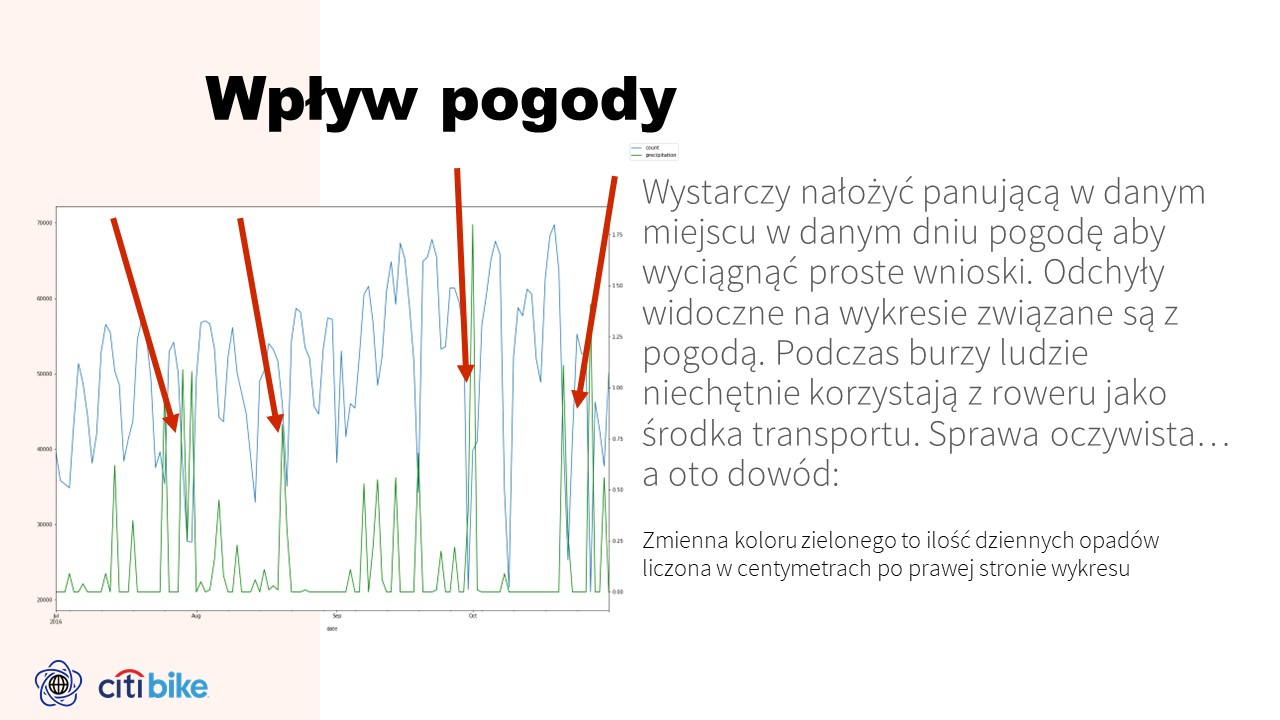 Wpływ pogody
count
precipitation
Wystarczy nałożyć panującą w danym
miejscu w danym dniu pogodę aby
wyciągnąć proste wnioski. Odchyły
widoczne na wykresie związane są z
pogodą. Podczas burzy ludzie
niechętnie korzystają z roweru jako
środka transportu. Sprawa oczywista…
a oto dowód:
Zmienna koloru zielonego to ilość dziennych opadów
liczona w centymetrach po prawej stronie wykresu
70000
60000
50000
40000
30000
20000
1.75
1.50
1.25
1.00
0.75
0.50
0.25
0.00
Jul Aug Sep Oct
2016
date
citi bike